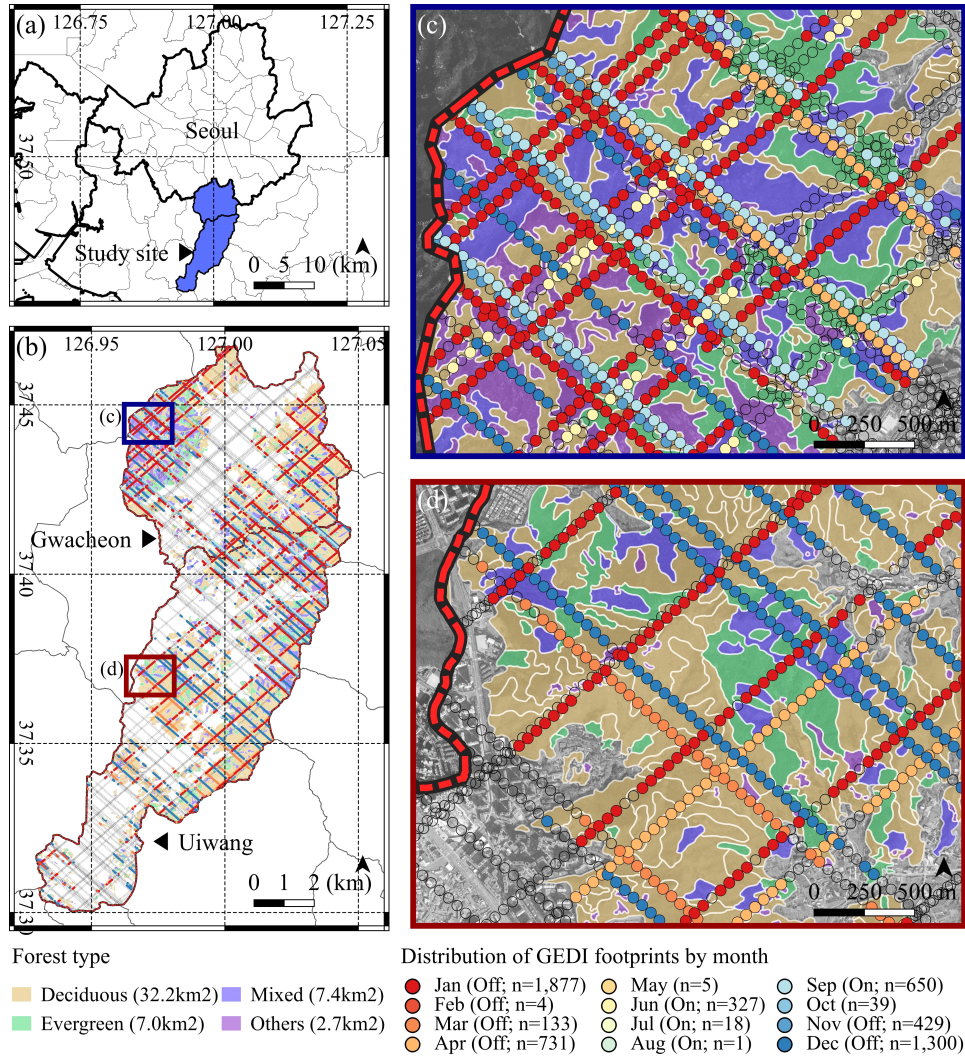 (a)
126.75
127.00
127.25
37.50
Seoul
Study site
0 5 10 (km)
(b)
126.95
127.00
127.05
37.45
(c)
Gwacheon
37.40
(d)
37.35
Uiwang
0 1 2 (km)
37.30
(c)
0 250 500 m
(d)
0 250 500 m
Forest type
Deciduous (32.2km2)
Mixed (7.4km2)
Evergreen (7.0km2)
Others (2.7km2)
Distribution of GEDI footprints by month
Jan (Off; n=1,877)
Feb (Off; n=4)
Mar (Off; n=133)
Apr (Off; n=731)
May (n=5)
Jun (On; n=327)
Jul (On; n=18)
Aug (On; n=1)
Sep (On; n=650)
Oct (n=39)
Nov (Off; n=429)
Dec (Off; n=1,300)